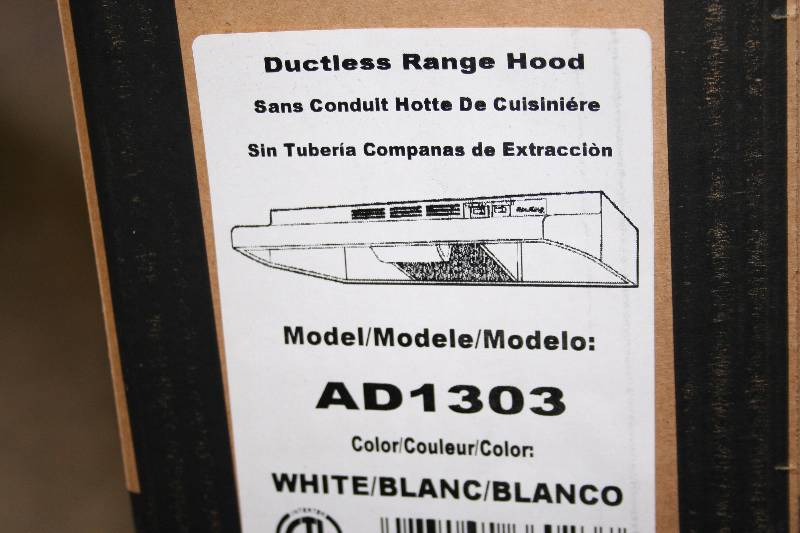 Ductless Range Hood
Sans Conduit Hotte De Cuisiniére
Sin Tubería Companas de Extracciòn
Model/Modele/Modelo:
AD1303
Color/Couleur/Color:
WHITE/BLANC/BLANCO
INTERTEK